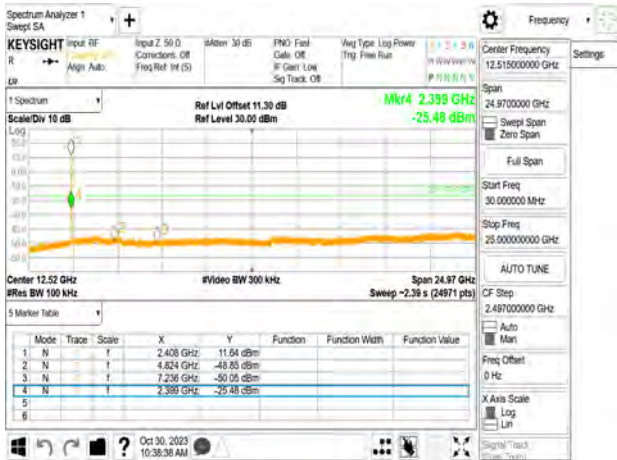 Spectrum Analyzer 1
Swept SA
+
Frequency
KEYSIGHT Input: RF Input Z: 50 Ω #Atten: 30 dB PNO: Fast Avg Type: Log-Power
R Corrections: Off Gate: Off Trig: Free Run
Align: Auto Freq Ref: Int (S) IF Gain: Low
Sig Track: Off
1 Spectrum
Scale/Div 10 dB
Log
Ref Lvl Offset 11.30 dB
Ref Level 30.00 dBm
Mkr4 2.399 GHz
-25.48 dBm
Center 12.52 GHz #Video BW 300 kHz Span 24.97 GHz
#Res BW 100 kHz Sweep ~2.39 s (24971 pts)
5 Marker Table
Mode Trace Scale X Y Function Function Width Function Value
1 N f 2.408 GHz 11.64 dBm
2 N f 4.824 GHz -48.85 dBm
3 N f 7.236 GHz -50.05 dBm
4 N f 2.399 GHz -25.48 dBm
5
6
Oct 30, 2023
10:38:38 AM
Center Frequency
12.515000000 GHz
Settings
Span
24.9700000 GHz
Swept Span
Zero Span
Full Span
Start Freq
30.000000 MHz
Stop Freq
25.000000000 GHz
AUTO TUNE
CF Step
2.497000000 GHz
Auto
Man
Freq Offset
0 Hz
X Axis Scale
Log
Lin
Signal Track